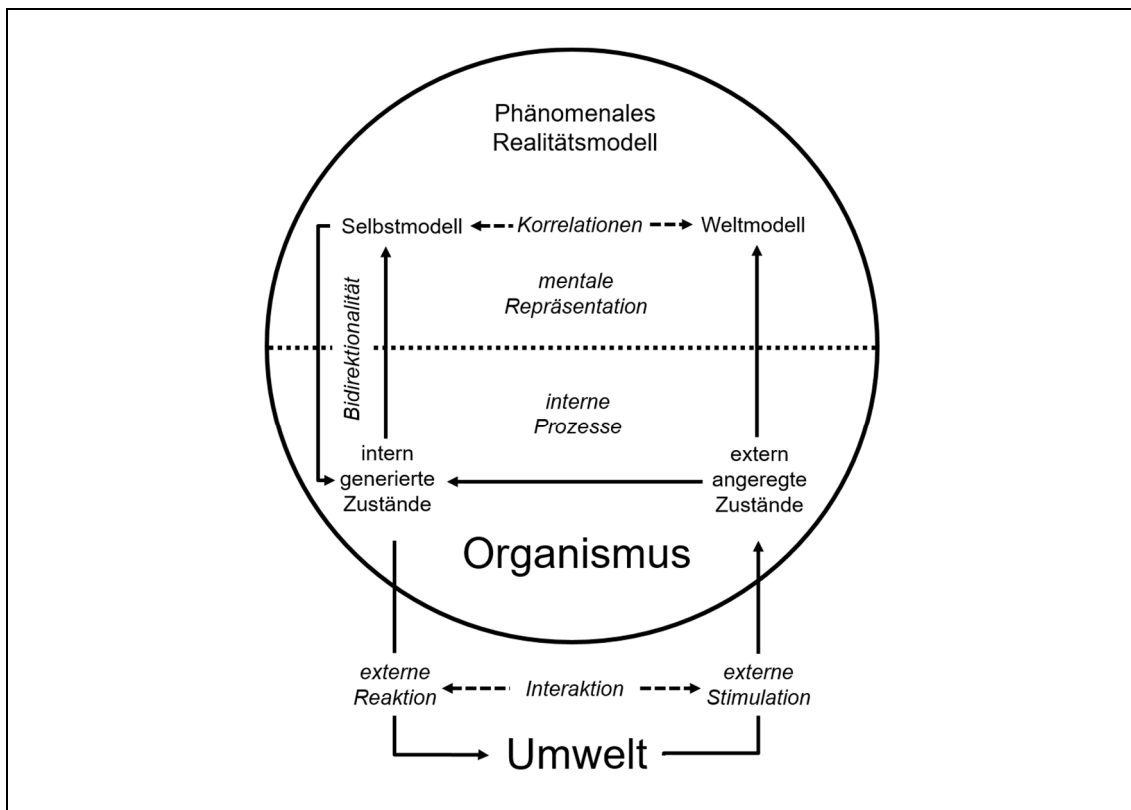 Phänomenales
Realitätsmodell
Selbstmodell
Korrelationen
Weltmodell
mentale
Repräsentation
Bidirektionalität
interne
Prozesse
intern
generierte
Zustände
extern
angeregte
Zustände
Organismus
externe
Reaktion
Interaktion
externe
Stimulation
Umwelt